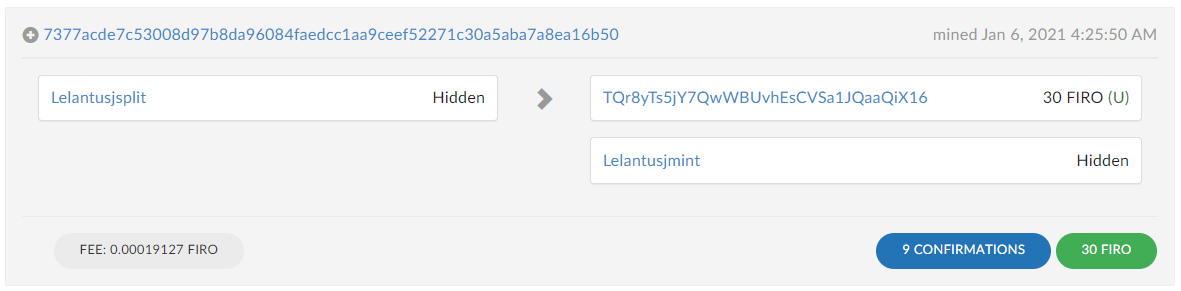 7377acde7c53008d97b8da96084faedcc1aa9ceef52271c30a5aba7a8ea16b50 mined Jan 6, 2021 4:25:50 AM
Lelantusjsplit Hidden TQr8yTs5jY7QwWBUvhEsCVSa1JQaaQiX16 30 FIRO (U)
Lelantusjmint Hidden
FEE: 0.00019127 FIRO 9 CONFIRMATIONS 30 FIRO